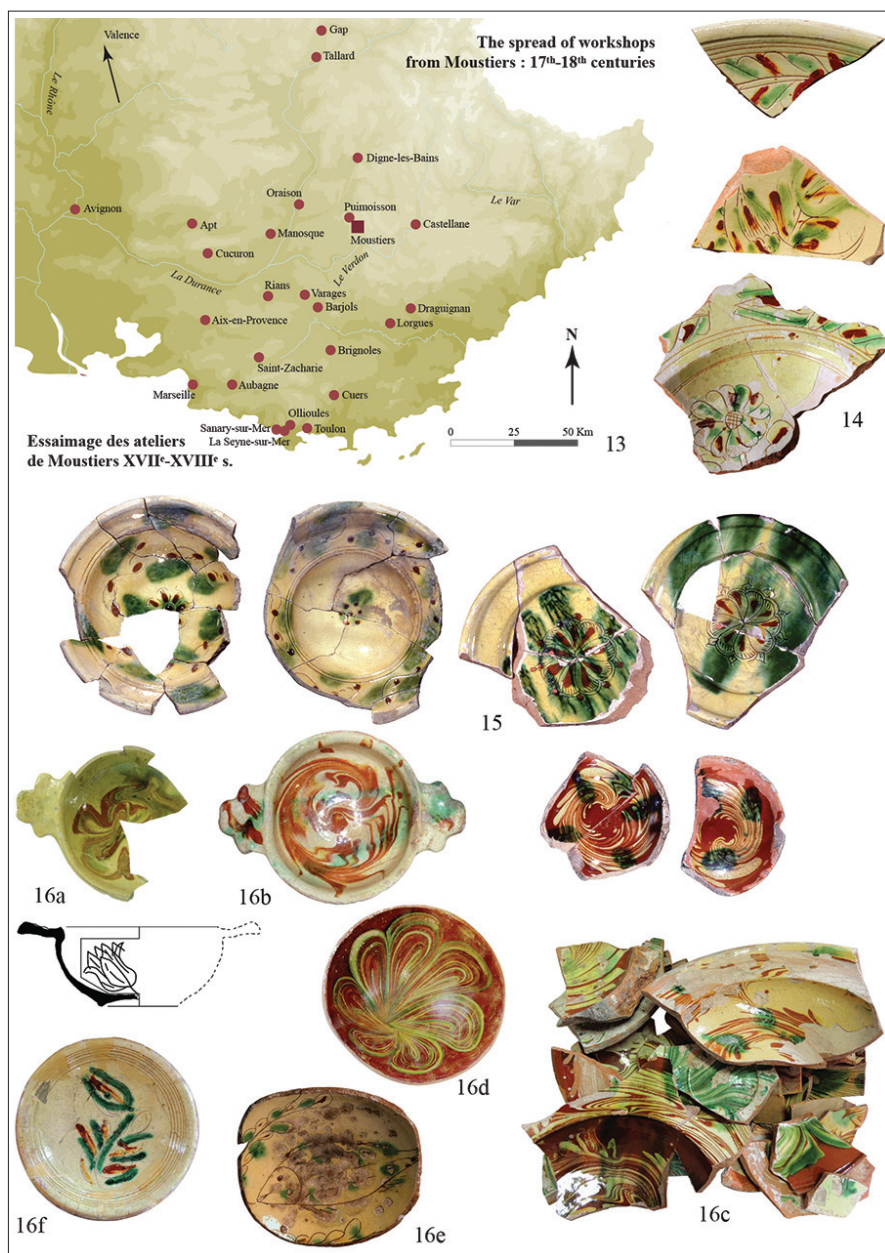 Gap
Valence
The spread of workshops
from Moustiers : 17th-18th centuries
Tallard
Le Rhône
Digne-les-Bains
Oraison
Le Var
Avignon
Puimoisson
Apt
Castellane
Manosque
Moustiers
Cucuron
Le Verdon
La Durance
Rians
Varages
Barjols
Draguignan
Aix-en-Provence
Lorgues
N
Brignoles
Saint-Zacharie
Marseille
Aubagne
Cuers
Ollioules
Sanary-sur-Mer
Toulon
La Seyne-sur-Mer
0 25 50 Km
13
14
Essaimage des ateliers
de Moustiers XVIIe-XVIIIe s.
15
16a
16b
16d
16f
16e
16c